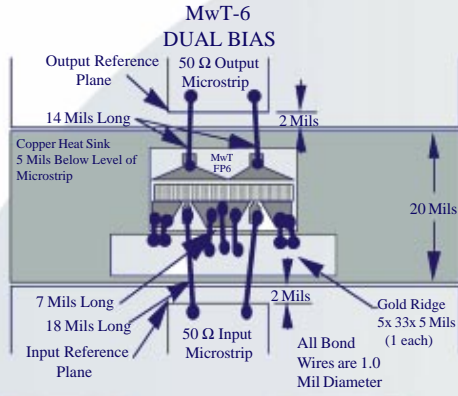 MwT-6
DUAL BIAS
Output Reference
Plane
50 Ω Output
Microstrip
14 Mils Long
2 Mils
Copper Heat Sink
5 Mils Below Level of
Microstrip
MwT
FP6
20 Mils
7 Mils Long
18 Mils Long
Input Reference
Plane
50 Ω Input
Microstrip
2 Mils
Gold Ridge
5x 33x 5 Mils
(1 each)
All Bond
Wires are 1.0
Mil Diameter